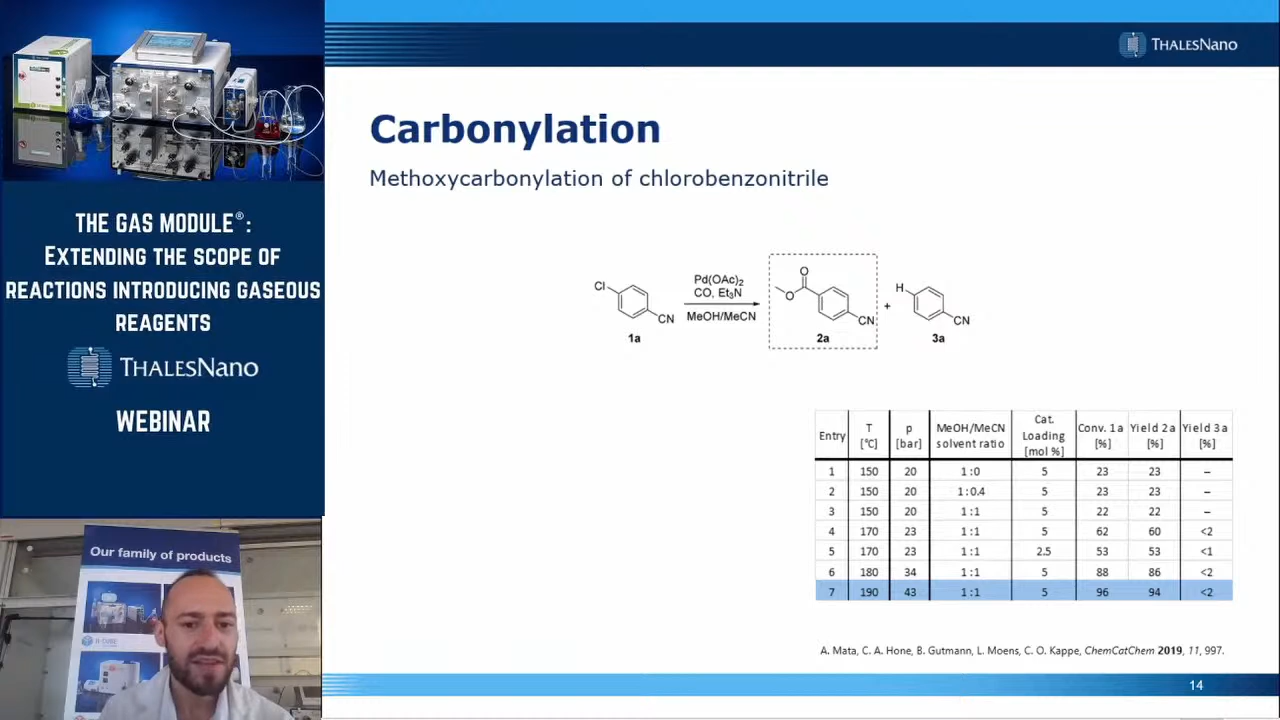 THALESNANO
THE GAS MODULE®:
EXTENDING THE SCOPE OF
REACTIONS INTRODUCING GASEOUS
REAGENTS
THALESNANO
WEBINAR
Our family of products
Carbonylation
Methoxycarbonylation of chlorobenzonitrile
Cl
CN
1a
Pd(OAc)₂
CO, Et₃N
MeOH/MeCN
O
O
CN
2a
+
H
CN
3a
Entry T [°C] p [bar] MeOH/MeCN solvent ratio Cat. Loading [mol %] Conv. 1a [%] Yield 2a [%] Yield 3a [%]
1 150 20 1:0 5 23 23 –
2 150 20 1:0.4 5 23 23 –
3 150 20 1:1 5 22 22 –
4 170 23 1:1 5 62 60 <2
5 170 23 1:1 2.5 53 53 <1
6 180 34 1:1 5 88 86 <2
7 190 43 1:1 5 96 94 <2
A. Mata, C. A. Hone, B. Gutmann, L. Moens, C. O. Kappe, ChemCatChem 2019, 11, 997.
14